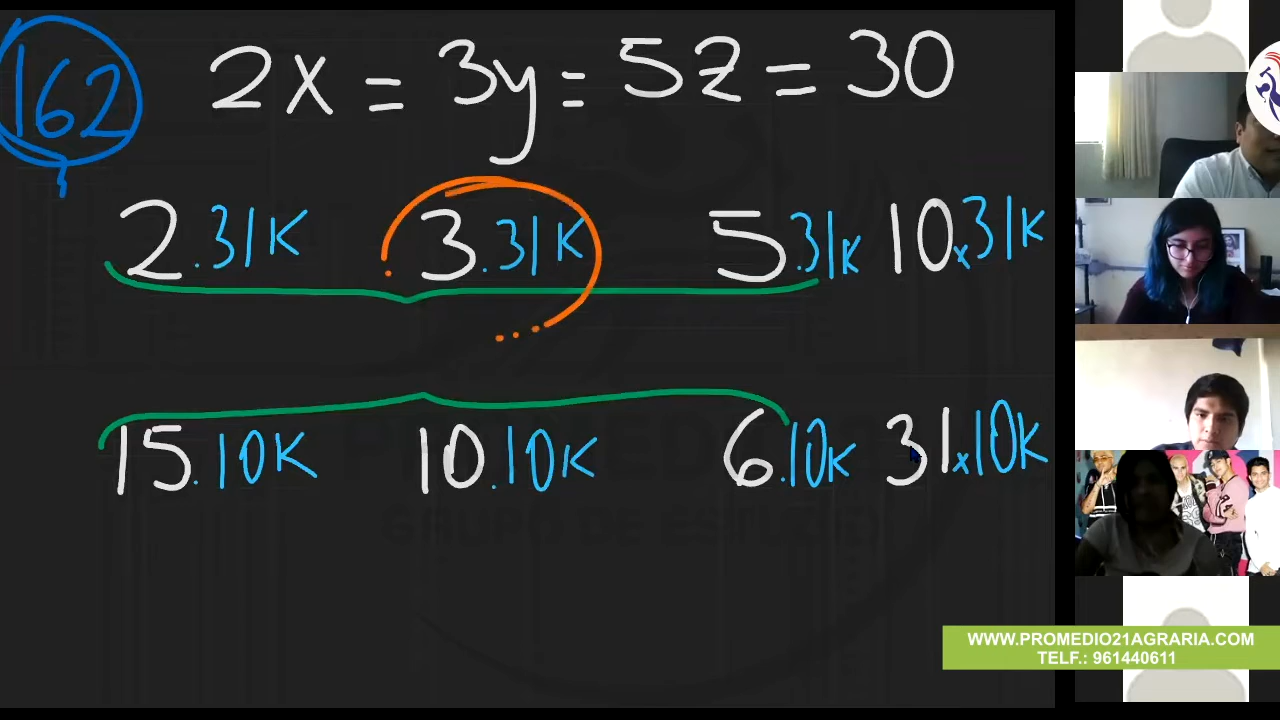 162
2x = 3y = 5z = 30
2.31K 3.31K 5.31K 10x31K
15.10K 10.10K 6.10K 31x10K
WWW.PROMEDIO21AGRARIA.COM
TELF.: 961440611